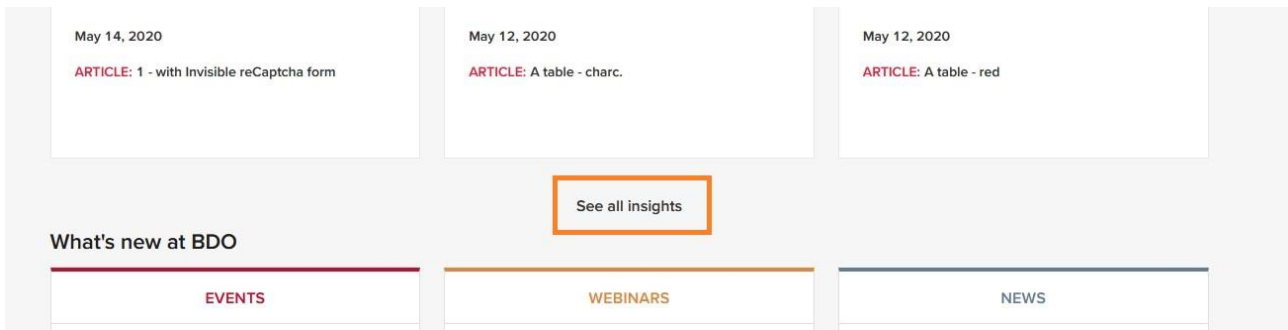 May 14, 2020
ARTICLE: 1 - with Invisible reCaptcha form
May 12, 2020
ARTICLE: A table - charc.
May 12, 2020
ARTICLE: A table - red
See all insights
What's new at BDO
EVENTS
WEBINARS
NEWS